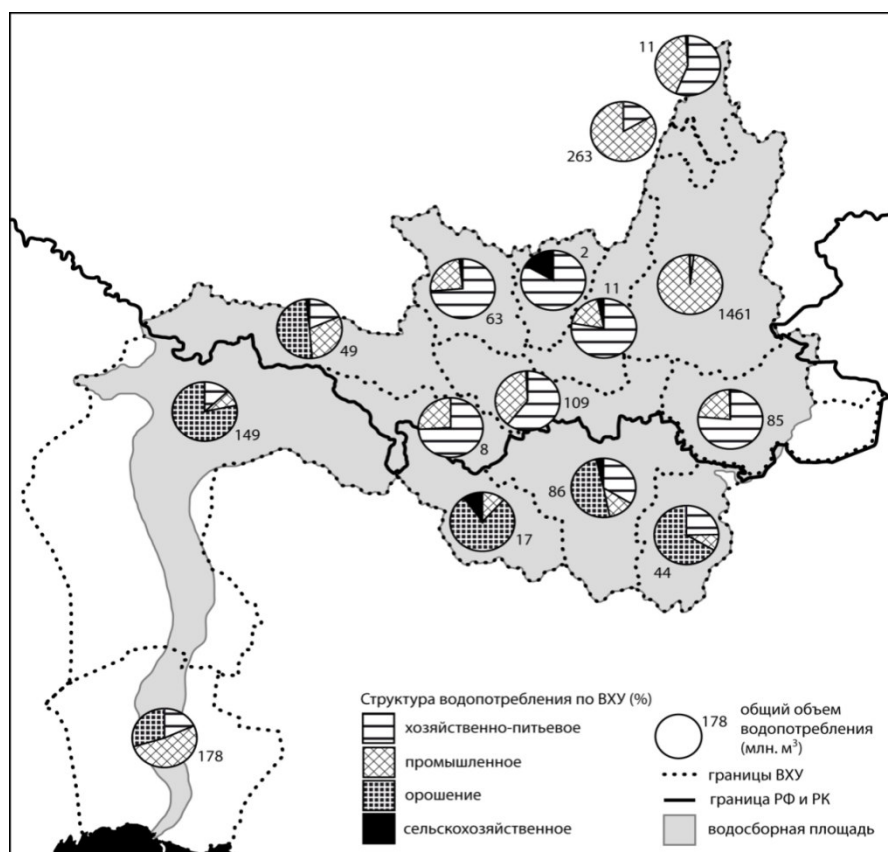 11
263
2
11
63
1461
49
109
149
8
85
86
17
44
178
Структура водопотребления по ВХУ (%)
хозяйственно-питьевое
промышленное
орошение
сельскохозяйственное
178
общий объем
водопотребления
(млн. м³)
границы ВХУ
граница РФ и РК
водосборная площадь